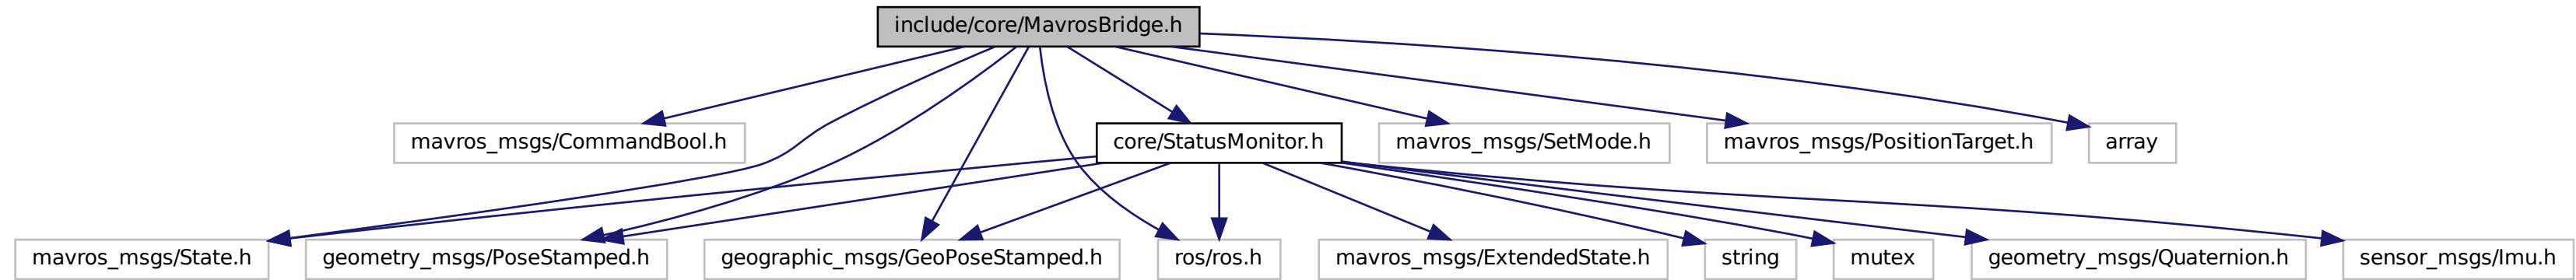 include/core/MavrosBridge.h
mavros_msgs/CommandBool.h
core/StatusMonitor.h
mavros_msgs/SetMode.h
mavros_msgs/PositionTarget.h
array
mavros_msgs/State.h
geometry_msgs/PoseStamped.h
geographic_msgs/GeoPoseStamped.h
ros/ros.h
mavros_msgs/ExtendedState.h
string
mutex
geometry_msgs/Quaternion.h
sensor_msgs/Imu.h